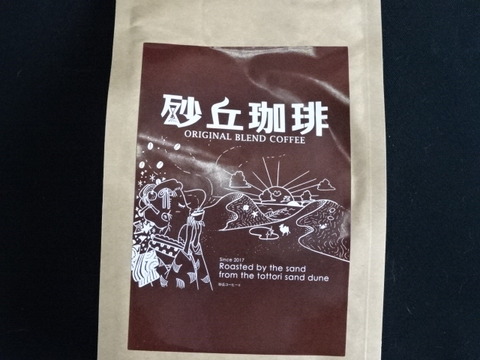 砂丘珈琲
ORIGINAL BLEND COFFEE
Since 2017
Roasted by the sand
from the tottori sand dune